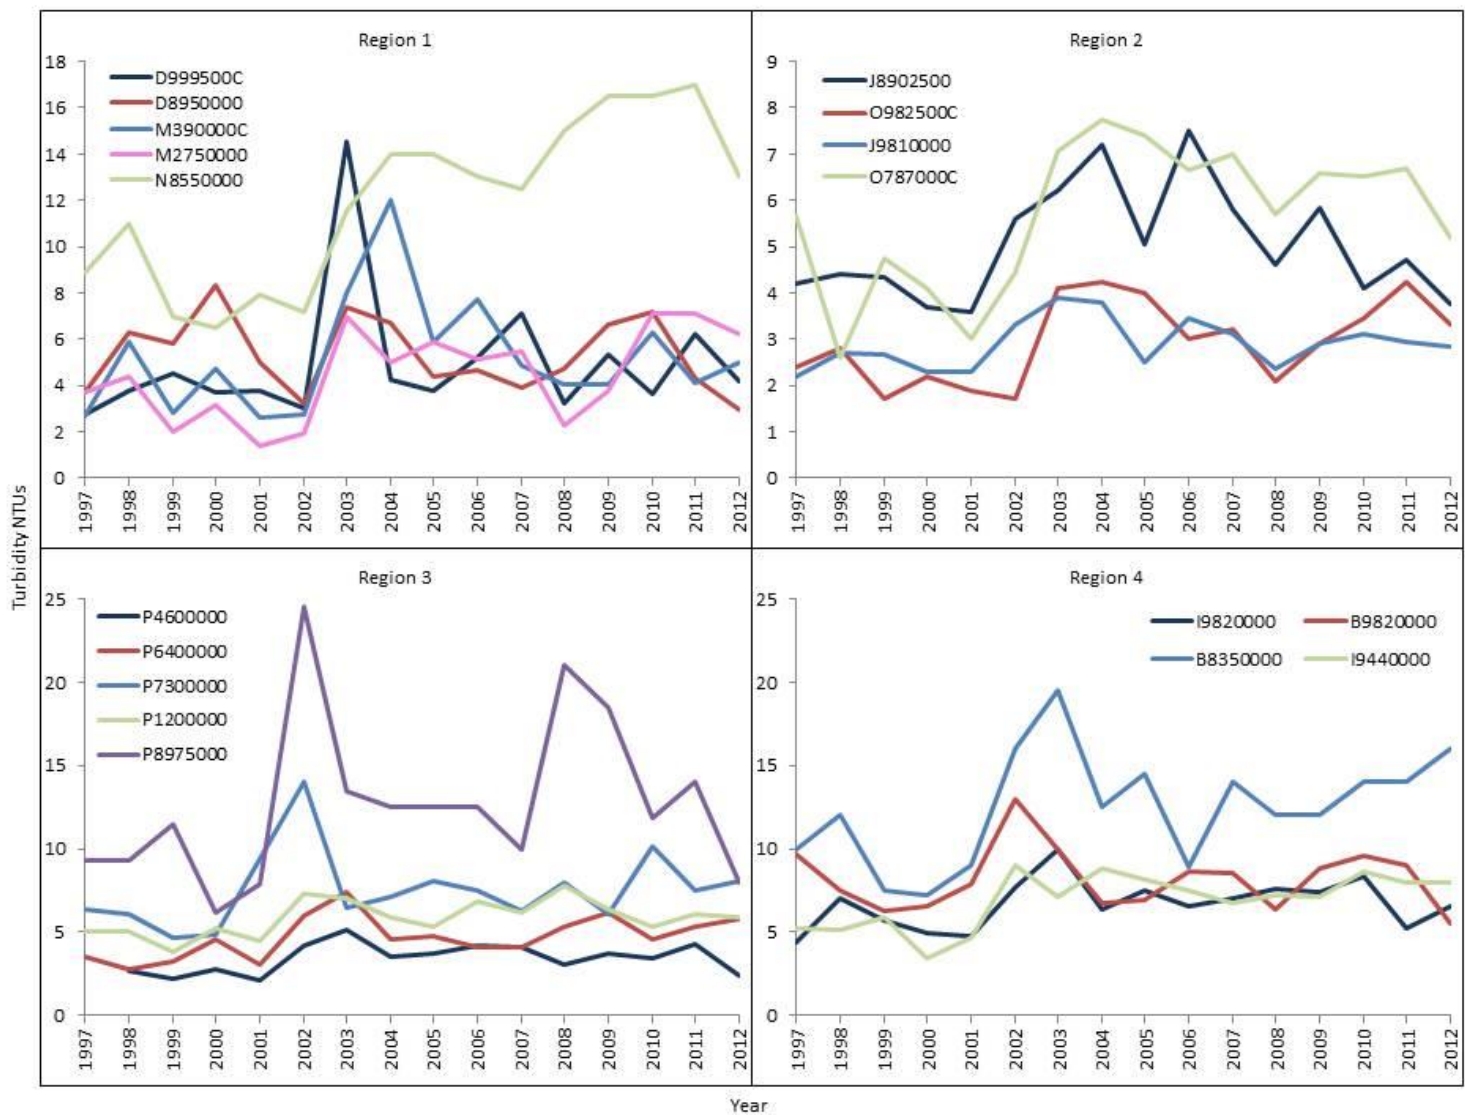 Turbidity NTUs
Region 1
18
16
14
12
10
8
6
4
2
0
D999500C
D8950000
M390000C
M2750000
N8550000
1997 1998 1999 2000 2001 2002 2003 2004 2005 2006 2007 2008 2009 2010 2011 2012
Region 2
9
8
7
6
5
4
3
2
1
0
J8902500
O982500C
J9810000
O787000C
1997 1998 1999 2000 2001 2002 2003 2004 2005 2006 2007 2008 2009 2010 2011 2012
Region 3
25
20
15
10
5
0
P4600000
P6400000
P7300000
P1200000
P8975000
1997 1998 1999 2000 2001 2002 2003 2004 2005 2006 2007 2008 2009 2010 2011 2012
Region 4
25
20
15
10
5
0
I9820000 B9820000
B8350000 I9440000
1997 1998 1999 2000 2001 2002 2003 2004 2005 2006 2007 2008 2009 2010 2011 2012
Year